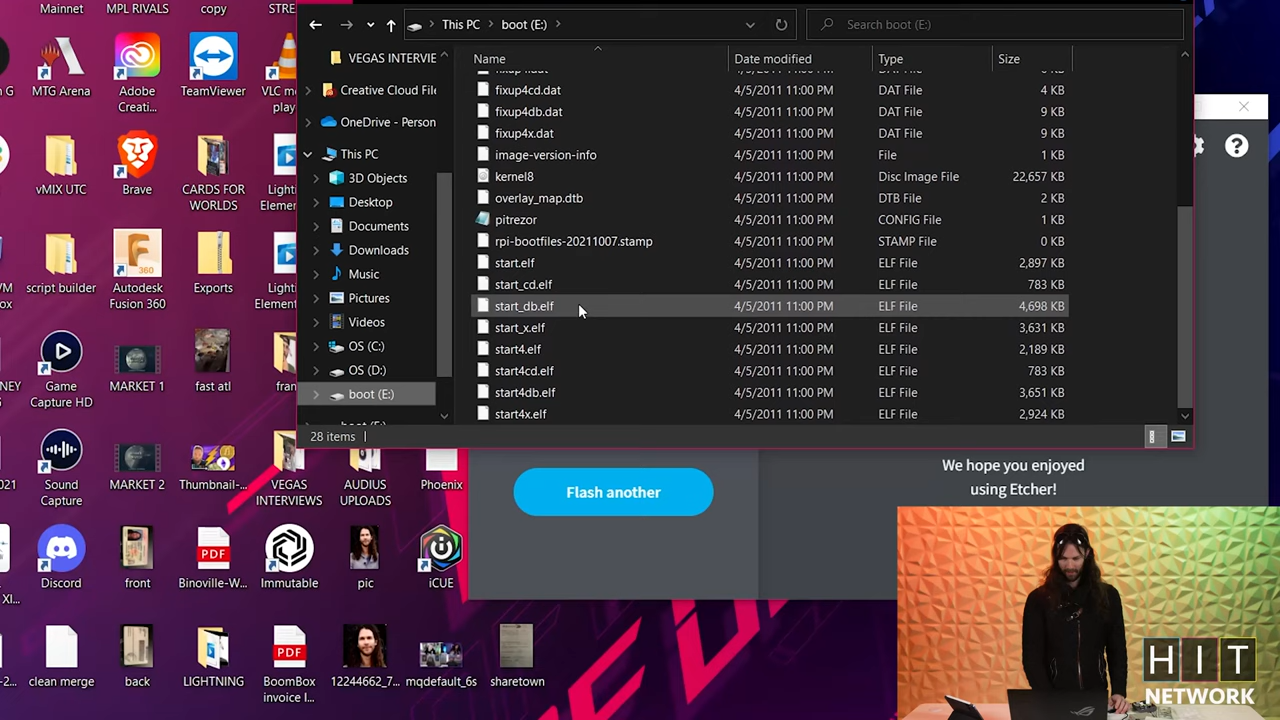 Mainnet
MPL RIVALS
copy
This PC
boot (E:)
Search boot (E:)
VEGAS INTERVIE
Creative Cloud File
OneDrive - Person
This PC
3D Objects
Desktop
Documents
Downloads
Music
Pictures
Videos
OS (C:)
OS (D:)
boot (E:)
Name
Date modified
Type
Size
fixup4cd.dat 4/5/2011 11:00 PM DAT File 4 KB
fixup4db.dat 4/5/2011 11:00 PM DAT File 9 KB
fixup4x.dat 4/5/2011 11:00 PM DAT File 9 KB
image-version-info 4/5/2011 11:00 PM File 1 KB
kernel8 4/5/2011 11:00 PM Disc Image File 22,657 KB
overlay_map.dtb 4/5/2011 11:00 PM DTB File 2 KB
pitrezor 4/5/2011 11:00 PM CONFIG File 1 KB
rpi-bootfiles-20211007.stamp 4/5/2011 11:00 PM STAMP File 0 KB
start.elf 4/5/2011 11:00 PM ELF File 2,897 KB
start_cd.elf 4/5/2011 11:00 PM ELF File 783 KB
start_db.elf 4/5/2011 11:00 PM ELF File 4,698 KB
start_x.elf 4/5/2011 11:00 PM ELF File 3,631 KB
start4.elf 4/5/2011 11:00 PM ELF File 2,189 KB
start4cd.elf 4/5/2011 11:00 PM ELF File 783 KB
start4db.elf 4/5/2011 11:00 PM ELF File 3,651 KB
start4x.elf 4/5/2011 11:00 PM ELF File 2,924 KB
28 items
MTG Arena
Adobe
Creati...
TeamViewer
VLC me
play
vMIX UTC
Brave
CARDS FOR
WORLDS
Lightr
Elemen
script builder
Autodesk
Fusion 360
Exports
Lightr
Elemen
Game
Capture HD
MARKET 1
fast atl
fran
Sound
Capture
MARKET 2
Thumbnail-...
VEGAS
INTERVIEWS
AUDIUS
UPLOADS
Phoenix
Discord
front
PDF
Binoville-W...
Immutable
pic
iCUE
clean merge
back
LIGHTNING
PDF
BoomBox
invoice I...
12244662_7...
mqdefault_6s
sharetown
Flash another
We hope you enjoyed
using Etcher!
HIT
NETWORK